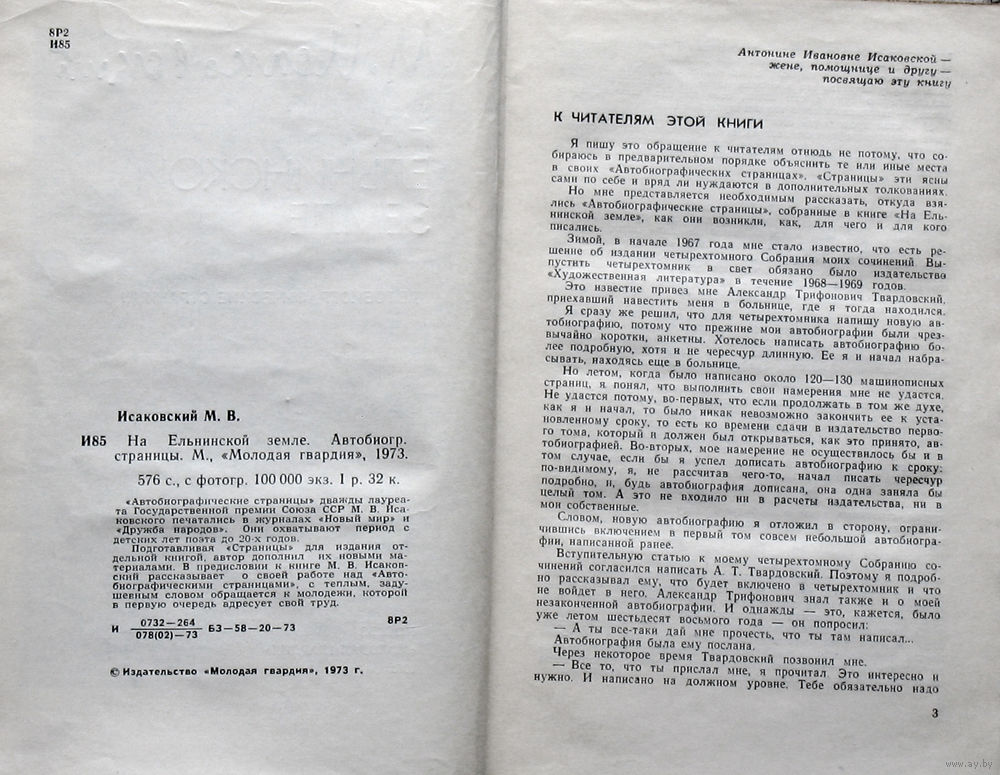 8Р2
И85
Исаковский М. В.
И85 На Ельнинской земле. Автобиогр.
страницы. М., «Молодая гвардия», 1973.
576 с., с фотогр. 100 000 экз. 1 р. 32 к.
«Автобиографические страницы» дважды лауреа-
та Государственной премии Союза ССР М. В. Иса-
ковского печатались в журналах «Новый мир» и
«Дружба народов». Они охватывают период с
детских лет поэта до 20-х годов.
Подготавливая «Страницы» для издания от-
дельной книгой, автор дополнил их новыми ма-
териалами. В предисловии к книге М. В. Исаков-
ский рассказывает о своей работе над «Авто-
биографическими страницами», с теплым, заду-
шевным словом обращается к молодежи, которой
в первую очередь адресует свой труд.
И 0732—264 БЗ—58—20—73 8Р2
078(02)—73
© Издательство «Молодая гвардия», 1973 г.
Антонине Ивановне Исаковской —
жене, помощнице и другу —
посвящаю эту книгу
К ЧИТАТЕЛЯМ ЭТОЙ КНИГИ
Я пишу это обращение к читателям отнюдь не потому, что со-
бираюсь в предварительном порядке объяснить те или иные места
в своих «Автобиографических страницах». «Страницы» эти ясны
сами по себе и вряд ли нуждаются в дополнительных толкованиях.
Но мне представляется необходимым рассказать, откуда взя-
лись «Автобиографические страницы», собранные в книге «На Ель-
нинской земле», как они возникли, как, для чего и для кого
писались.
Зимой, в начале 1967 года мне стало известно, что есть ре-
шение об издании четырехтомного Собрания моих сочинений Вы-
пустить четырехтомник в свет обязано было издательство
«Художественная литература» в течение 1968—1969 годов.
Это известие привез мне Александр Трифонович Твардовский,
приехавший навестить меня в больнице, где я тогда находился.
Я сразу же решил, что для четырехтомника напишу новую ав-
тобиографию, потому что прежние мои автобиографии были чрез-
вычайно коротки, анкетны. Хотелось написать автобиографию бо-
лее подробную, хотя и не чересчур длинную. Ее я и начал набра-
сывать, находясь еще в больнице.
Но летом, когда было написано около 120—130 машинописных
страниц, я понял, что выполнить свои намерения мне не удастся.
Не удастся потому, во-первых, что если продолжать в том же духе,
как я и начал, то было никак невозможно закончить ее к уста-
новленному сроку, то есть ко времени сдачи в издательство перво-
го тома, который и должен был открываться, как это принято, ав-
тобиографией. Во-вторых, мое намерение не осуществилось бы и в
том случае, если бы я успел дописать автобиографию к сроку:
по-видимому, я, не рассчитав чего-то, начал писать чересчур
подробно, и, будь автобиография дописана, она одна заняла бы
целый том. А это не входило ни в расчеты издательства, ни в
мои собственные.
Словом, новую автобиографию я отложил в сторону, ограни-
чившись включением в первый том совсем небольшой автобиогра-
фии, написанной ранее.
Вступительную статью к моему четырехтомному Собранию со-
чинений согласился написать А. Т. Твардовский. Поэтому я подроб-
но рассказывал ему, что будет включено в четырехтомник и что
не войдет в него. Александр Трифонович знал также и о моей
незаконченной автобиографии. И однажды — это, кажется, было
уже летом шестьдесят восьмого года — он попросил:
— А ты все-таки дай мне прочесть, что ты там написал...
Автобиография была ему послана.
Через некоторое время Твардовский позвонил мне.
— Все то, что ты прислал мне, я прочитал. Это интересно и
нужно. И написано на должном уровне. Тебе обязательно надо
3
www.ay.by